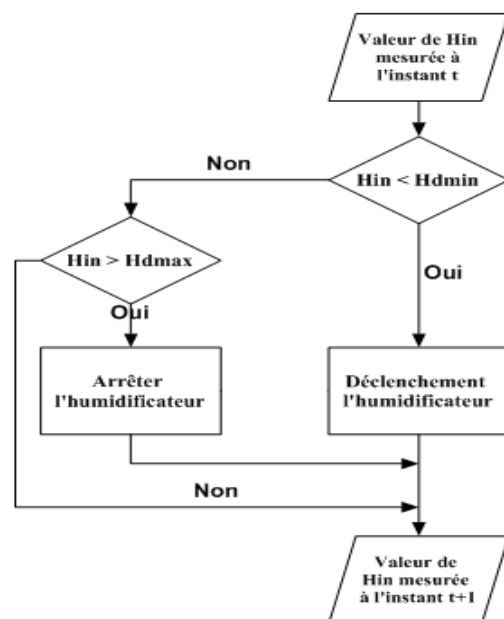 Valeur de Hin
mesurée à
l'instant t
Non
Hin < Hdmin
Hin > Hdmax
Oui
Oui
Arrêter
l'humidificateur
Déclenchement
l'humidificateur
Non
Valeur de
Hin mesurée
à l'instant t+1